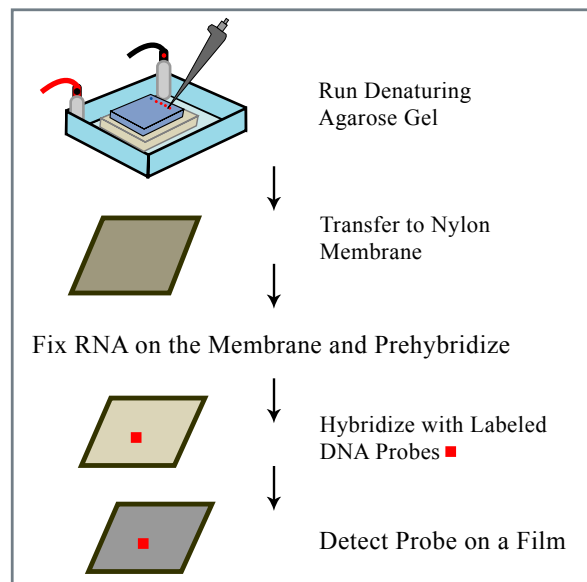 Run Denaturing
Agarose Gel
Transfer to Nylon
Membrane
Fix RNA on the Membrane and Prehybridize
Hybridize with Labeled
DNA Probes
Detect Probe on a Film